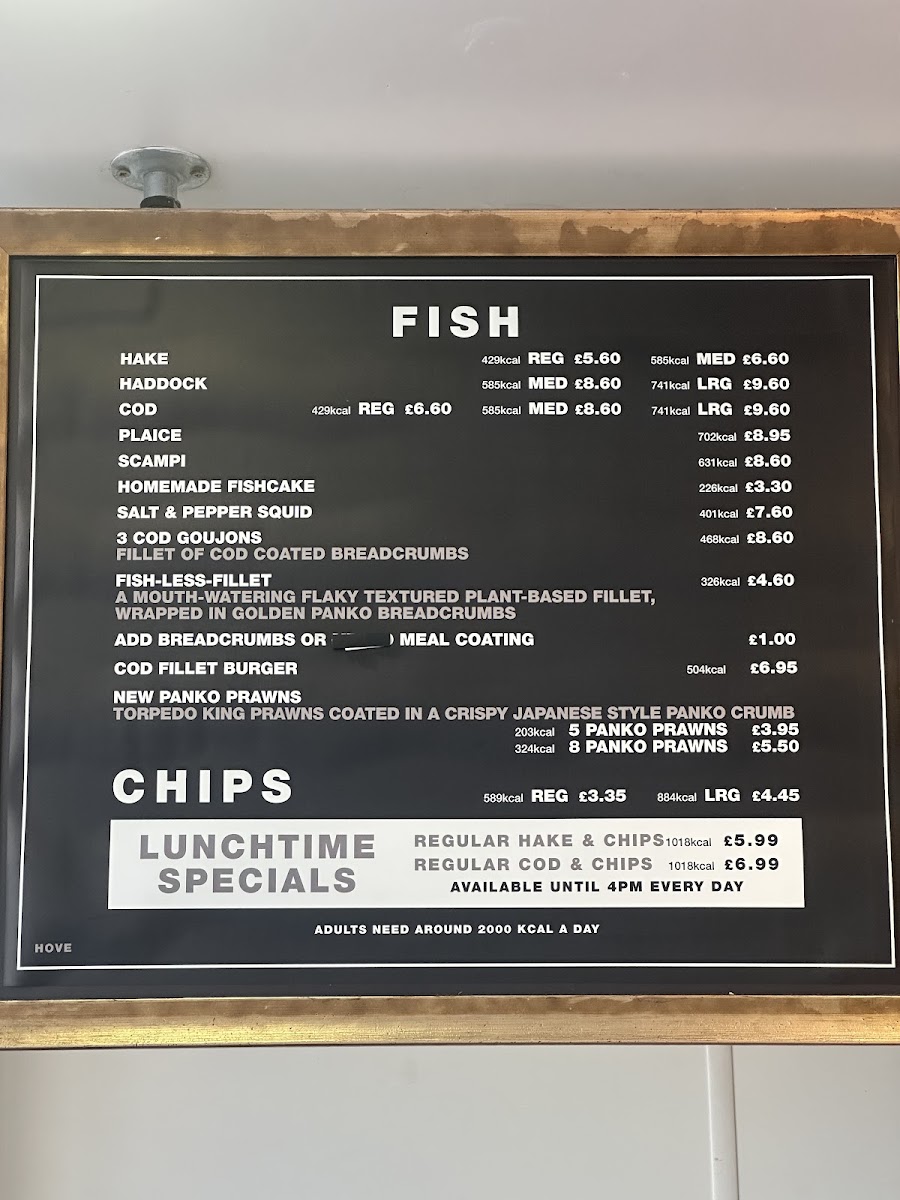 FISH
HAKE 429kcal REG £5.60 585kcal MED £6.60
HADDOCK 585kcal MED £8.60 741kcal LRG £9.60
COD 429kcal REG £6.60 585kcal MED £8.60 741kcal LRG £9.60
PLAICE 702kcal £8.95
SCAMPI 631kcal £8.60
HOMEMADE FISHCAKE 226kcal £3.30
SALT & PEPPER SQUID 401kcal £7.60
3 COD GOUJONS 468kcal £8.60
FILLET OF COD COATED BREADCRUMBS
FISH-LESS-FILLET 326kcal £4.60
A MOUTH-WATERING FLAKY TEXTURED PLANT-BASED FILLET,
WRAPPED IN GOLDEN PANKO BREADCRUMBS
ADD BREADCRUMBS OR MEAL COATING £1.00
COD FILLET BURGER 504kcal £6.95
NEW PANKO PRAWNS
TORPEDO KING PRAWNS COATED IN A CRISPY JAPANESE STYLE PANKO CRUMB
203kcal 5 PANKO PRAWNS £3.95
324kcal 8 PANKO PRAWNS £5.50
CHIPS 589kcal REG £3.35 884kcal LRG £4.45
LUNCHTIME
SPECIALS
REGULAR HAKE & CHIPS 1018kcal £5.99
REGULAR COD & CHIPS 1018kcal £6.99
AVAILABLE UNTIL 4PM EVERY DAY
ADULTS NEED AROUND 2000 KCAL A DAY
HOVE